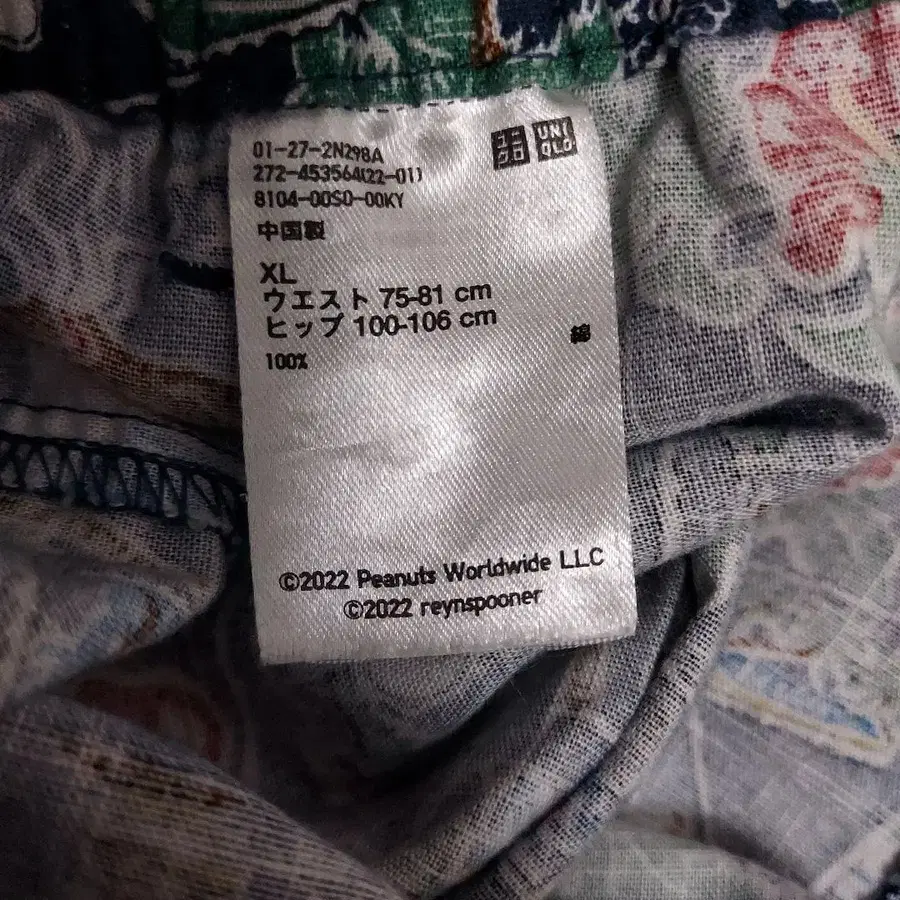 01-27-2N298A
272-453564(22-01)
8104-00S0-00KY
ユニ
クロ
UNI
QLO
中国製
XL
ウエスト 75-81 cm
ヒップ 100-106 cm
綿
100%
©2022 Peanuts Worldwide LLC
©2022 reynspooner